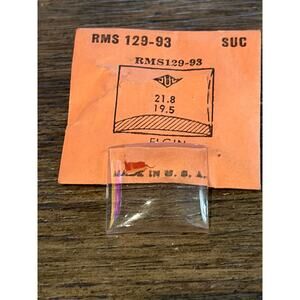 RMS 129-93 SUC
RMS129-93
21.8
19.5
ELGIN
MADE IN U. S. A.